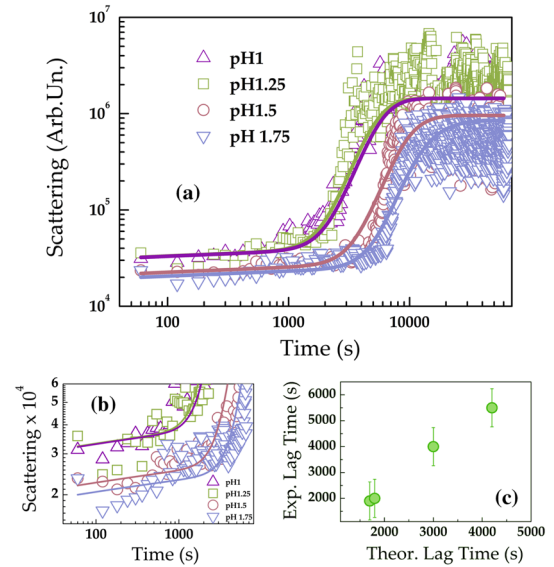 pH1
pH1.25
pH1.5
pH 1.75
(a)
Scattering (Arb.Un.)
10^7
10^6
10^5
10^4
100
1000
10000
Time (s)
(b)
Scattering x 10^4
6
5
4
3
2
pH1
pH1.25
pH1.5
pH 1.75
100
1000
Time (s)
Exp. Lag Time (s)
6000
5000
4000
3000
2000
(c)
2000
3000
4000
5000
Theor. Lag Time (s)